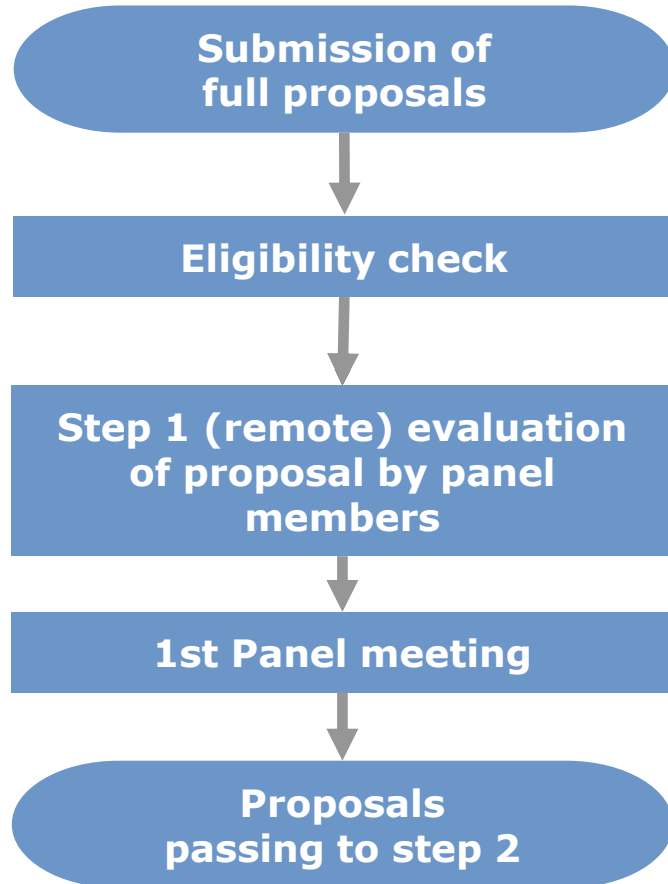 Submission of
full proposals
Eligibility check
Step 1 (remote) evaluation
of proposal by panel
members
1st Panel meeting
Proposals
passing to step 2